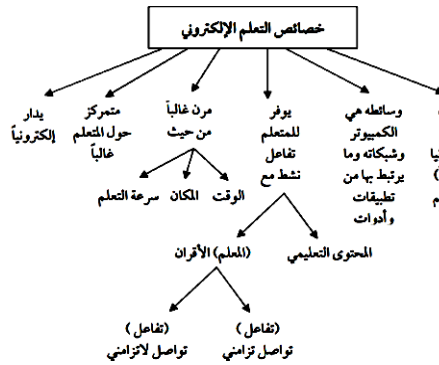 خصائص التعلم الإلكتروني
وسائطه هي
الكمبيوتر
وشبكاته وما
يرتبط بها من
تطبيقات
وأدوات
يوفر
للمتعلم
تفاعل
نشط مع
مرن غالباً
من حيث
متمركز
حول المتعلم
غالباً
يدار
إلكترونياً
الوقت
المكان
سرعة التعلم
المحتوى التعليمي
(المعلم) الأقران
(تفاعل )
تواصل تزامني
(تفاعل )
تواصل لاتزامني